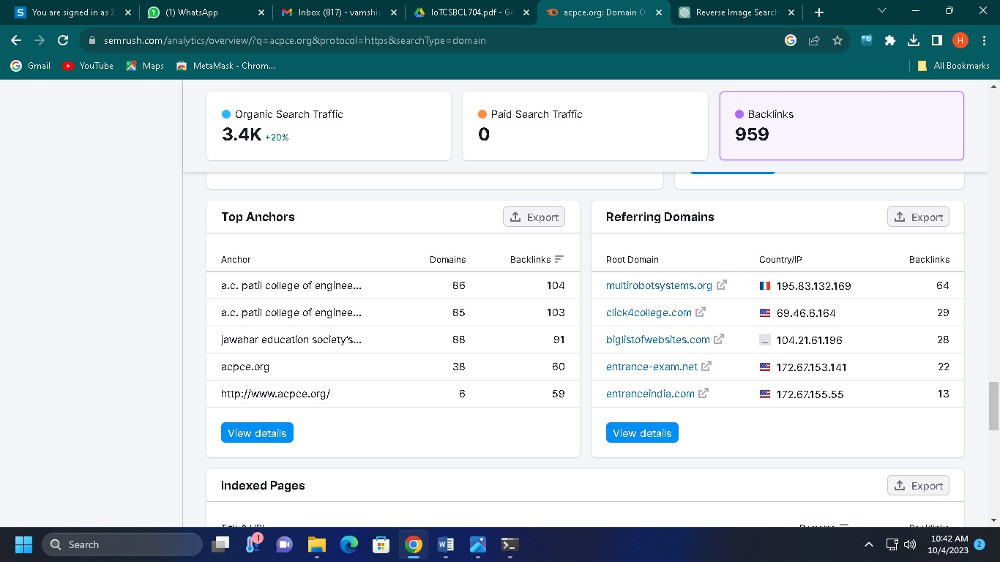 You are signed in as 2
(1) WhatsApp
Inbox (817) - vamshis
IoTCSBCL704.pdf - Go
acpce.org: Domain O
Reverse Image Search
semrush.com/analytics/overview/?q=acpce.org&protocol=https&searchType=domain
H
Gmail
YouTube
Maps
MetaMask - Chrom...
All Bookmarks
Organic Search Traffic
3.4K +20%
Paid Search Traffic
0
Backlinks
959
Top Anchors
Export
Anchor Domains Backlinks
a.c. patil college of enginee... 86 104
a.c. patil college of enginee... 85 103
jawahar education society's... 88 91
acpce.org 38 60
http://www.acpce.org/ 6 59
View details
Referring Domains
Export
Root Domain Country/IP Backlinks
multirobotsystems.org 195.83.132.169 64
click4college.com 69.46.6.164 29
biglistofwebsites.com 104.21.61.196 28
entrance-exam.net 172.67.153.141 22
entranceindia.com 172.67.155.55 13
View details
Indexed Pages
Export
Search
1
10:42 AM
10/4/2023
2